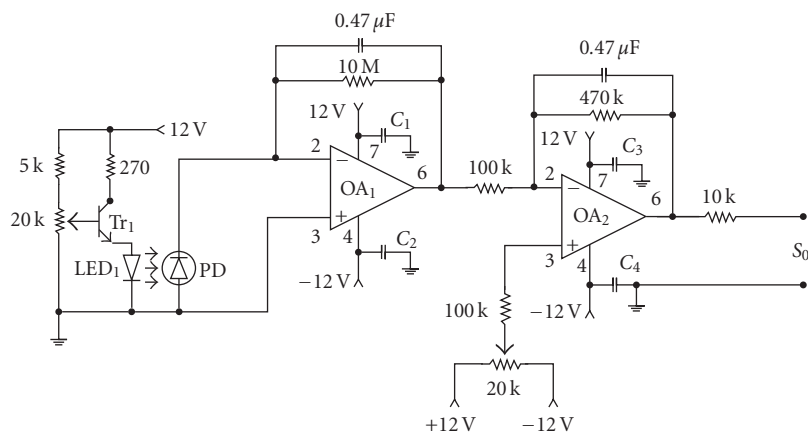 0.47 μF
10 M
12 V
C1
2
7
6
OA1
3
4
C2
−12 V
12 V
5 k
270
20 k
Tr1
LED1
PD
100 k
0.47 μF
470 k
12 V
C3
2
7
6
OA2
3
4
C4
−12 V
10 k
S0
100 k
20 k
+12 V
−12 V